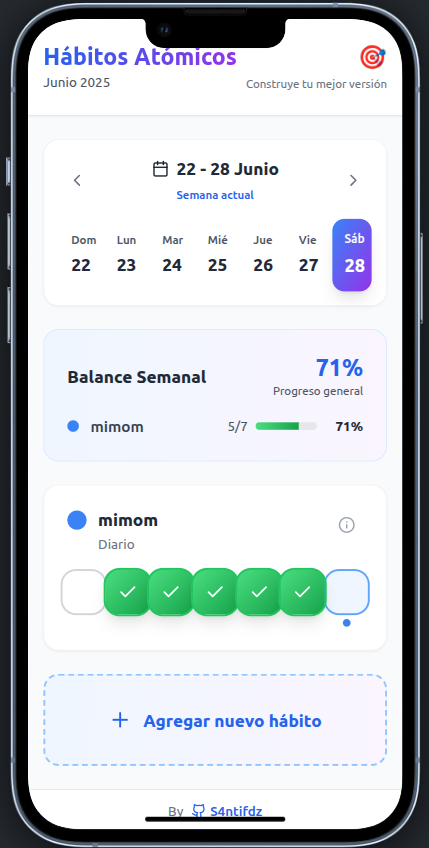 Hábitos Atómicos
Junio 2025
Construye tu mejor versión
22 - 28 Junio
Semana actual
Dom Lun Mar Mié Jue Vie Sáb
22 23 24 25 26 27 28
71%
Balance Semanal
Progreso general
mimom 5/7 71%
mimom
Diario
Agregar nuevo hábito
By S4ntifdz